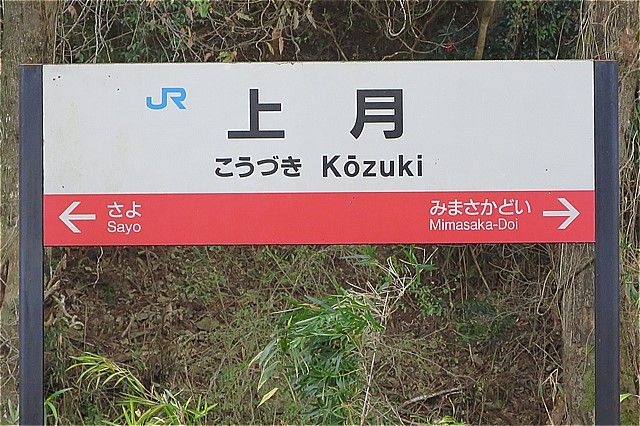 JR
上月
こうづき Kōzuki
← さよ
Sayo
みまさかどい →
Mimasaka-Doi